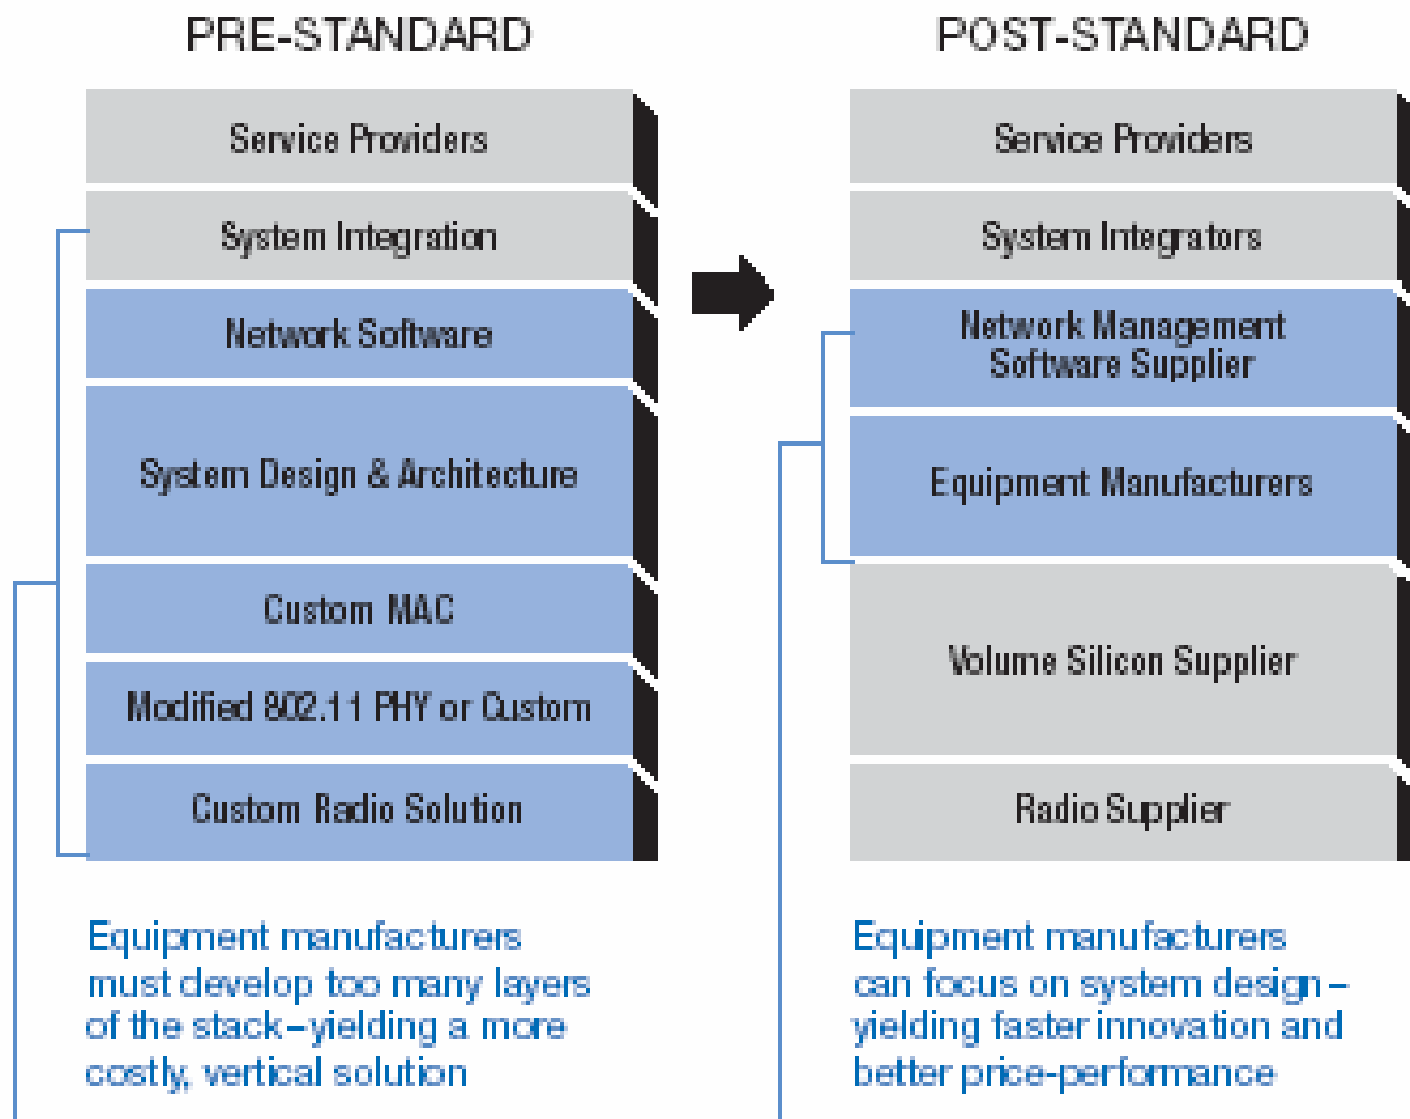 PRE-STANDARD
Service Providers
System Integration
Network Software
System Design & Architecture
Custom MAC
Modified 802.11 PHY or Custom
Custom Radio Solution
Equipment manufacturers
must develop too many layers
of the stack–yielding a more
costly, vertical solution
POST-STANDARD
Service Providers
System Integrators
Network Management
Software Supplier
Equipment Manufacturers
Volume Silicon Supplier
Radio Supplier
Equipment manufacturers
can focus on system design–
yielding faster innovation and
better price-performance